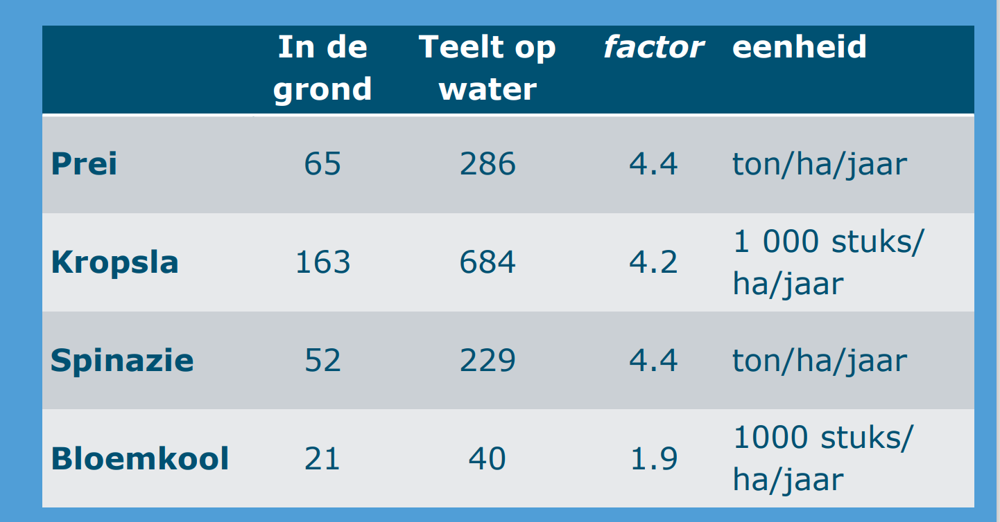 In de grond Teelt op water factor eenheid
Prei 65 286 4.4 ton/ha/jaar
Kropsla 163 684 4.2 1 000 stuks/
ha/jaar
Spinazie 52 229 4.4 ton/ha/jaar
Bloemkool 21 40 1.9 1000 stuks/
ha/jaar